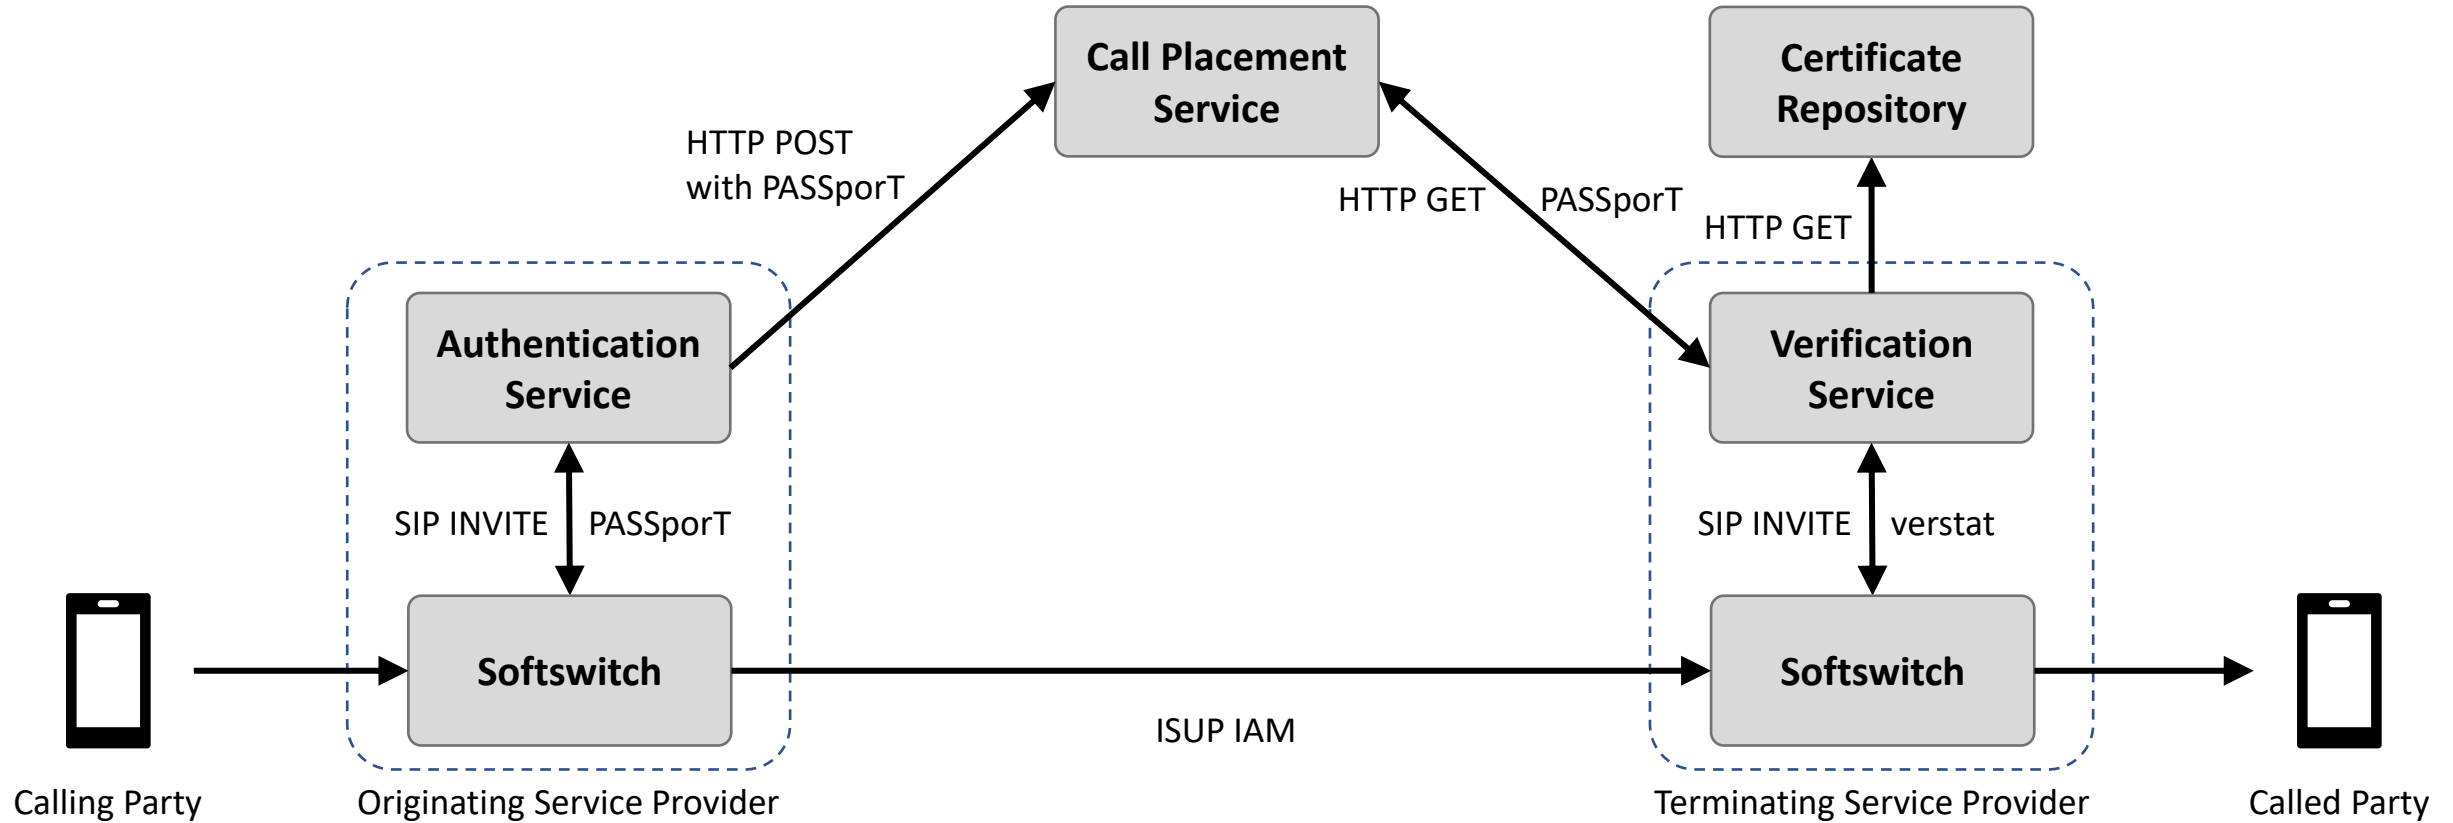 Call Placement
Service
Certificate
Repository
HTTP POST
with PASSporT
HTTP GET
PASSporT
HTTP GET
Authentication
Service
Verification
Service
SIP INVITE
PASSporT
SIP INVITE
verstat
Softswitch
Softswitch
ISUP IAM
Calling Party
Originating Service Provider
Terminating Service Provider
Called Party